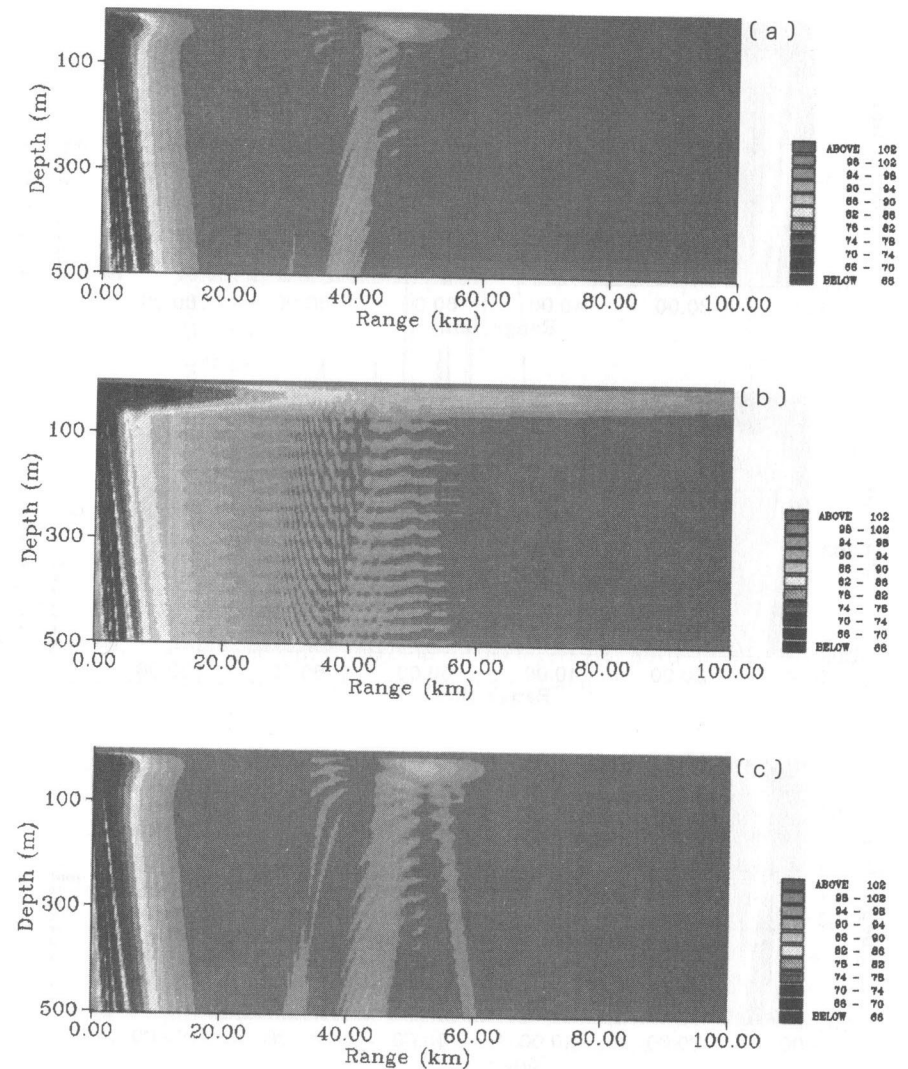 (a)
100
300
500
Depth (m)
0.00 20.00 40.00 60.00 80.00 100.00
Range (km)
ABOVE 102
98 - 102
94 - 98
90 - 94
86 - 90
82 - 86
78 - 82
74 - 78
70 - 74
66 - 70
BELOW 66
(b)
100
300
500
Depth (m)
0.00 20.00 40.00 60.00 80.00 100.00
Range (km)
ABOVE 102
98 - 102
94 - 98
90 - 94
86 - 90
82 - 86
78 - 82
74 - 78
70 - 74
66 - 70
BELOW 66
(c)
100
300
500
Depth (m)
0.00 20.00 40.00 60.00 80.00 100.00
Range (km)
ABOVE 102
98 - 102
94 - 98
90 - 94
86 - 90
82 - 86
78 - 82
74 - 78
70 - 74
66 - 70
BELOW 66